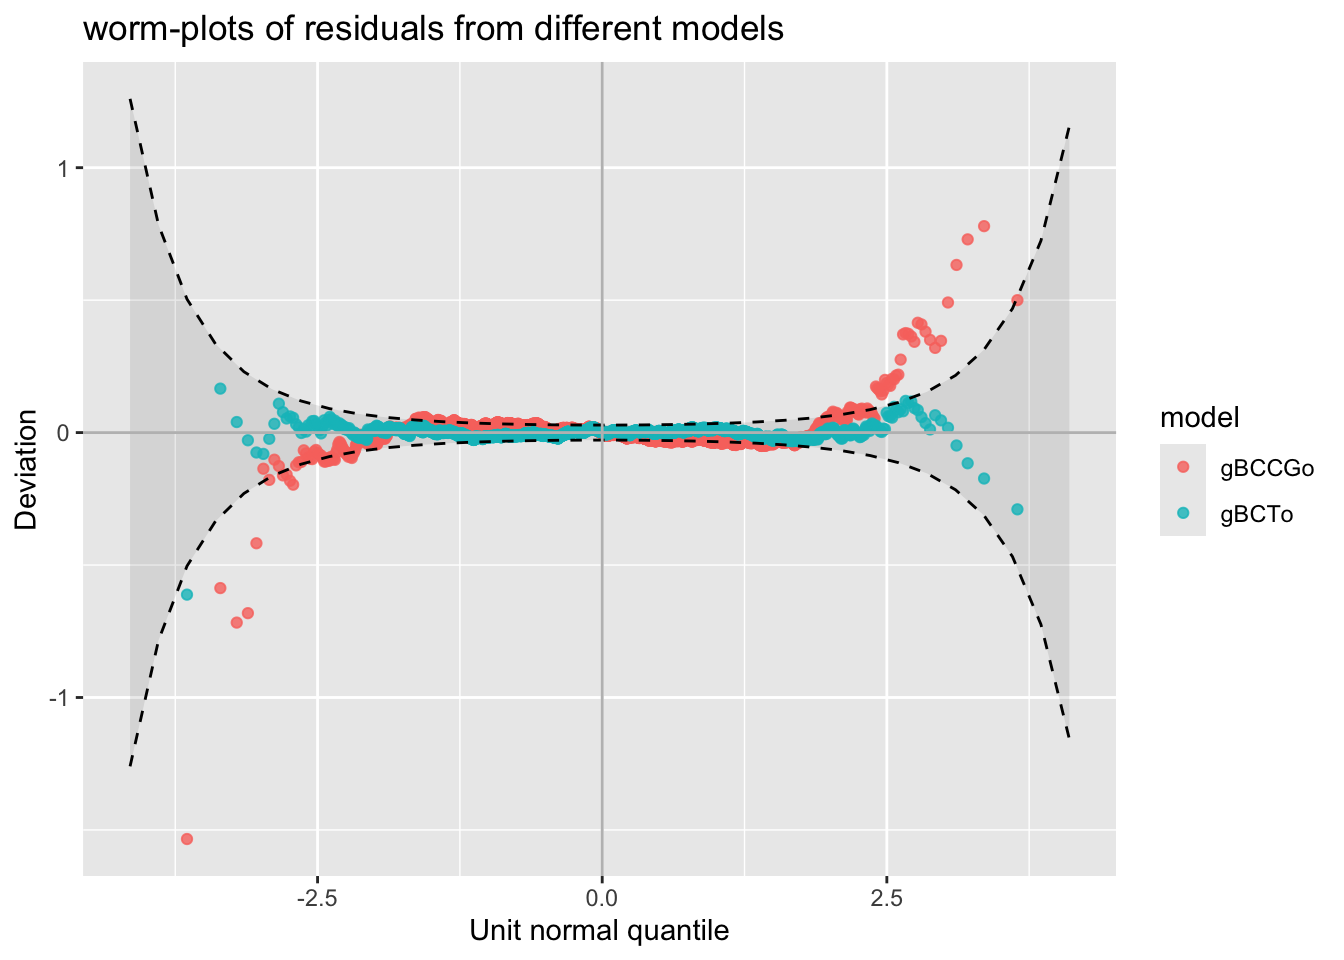 worm-plots of residuals from different models
Deviation
1
0
-1
-2.5
0.0
2.5
Unit normal quantile
model
gBCCGo
gBCTo